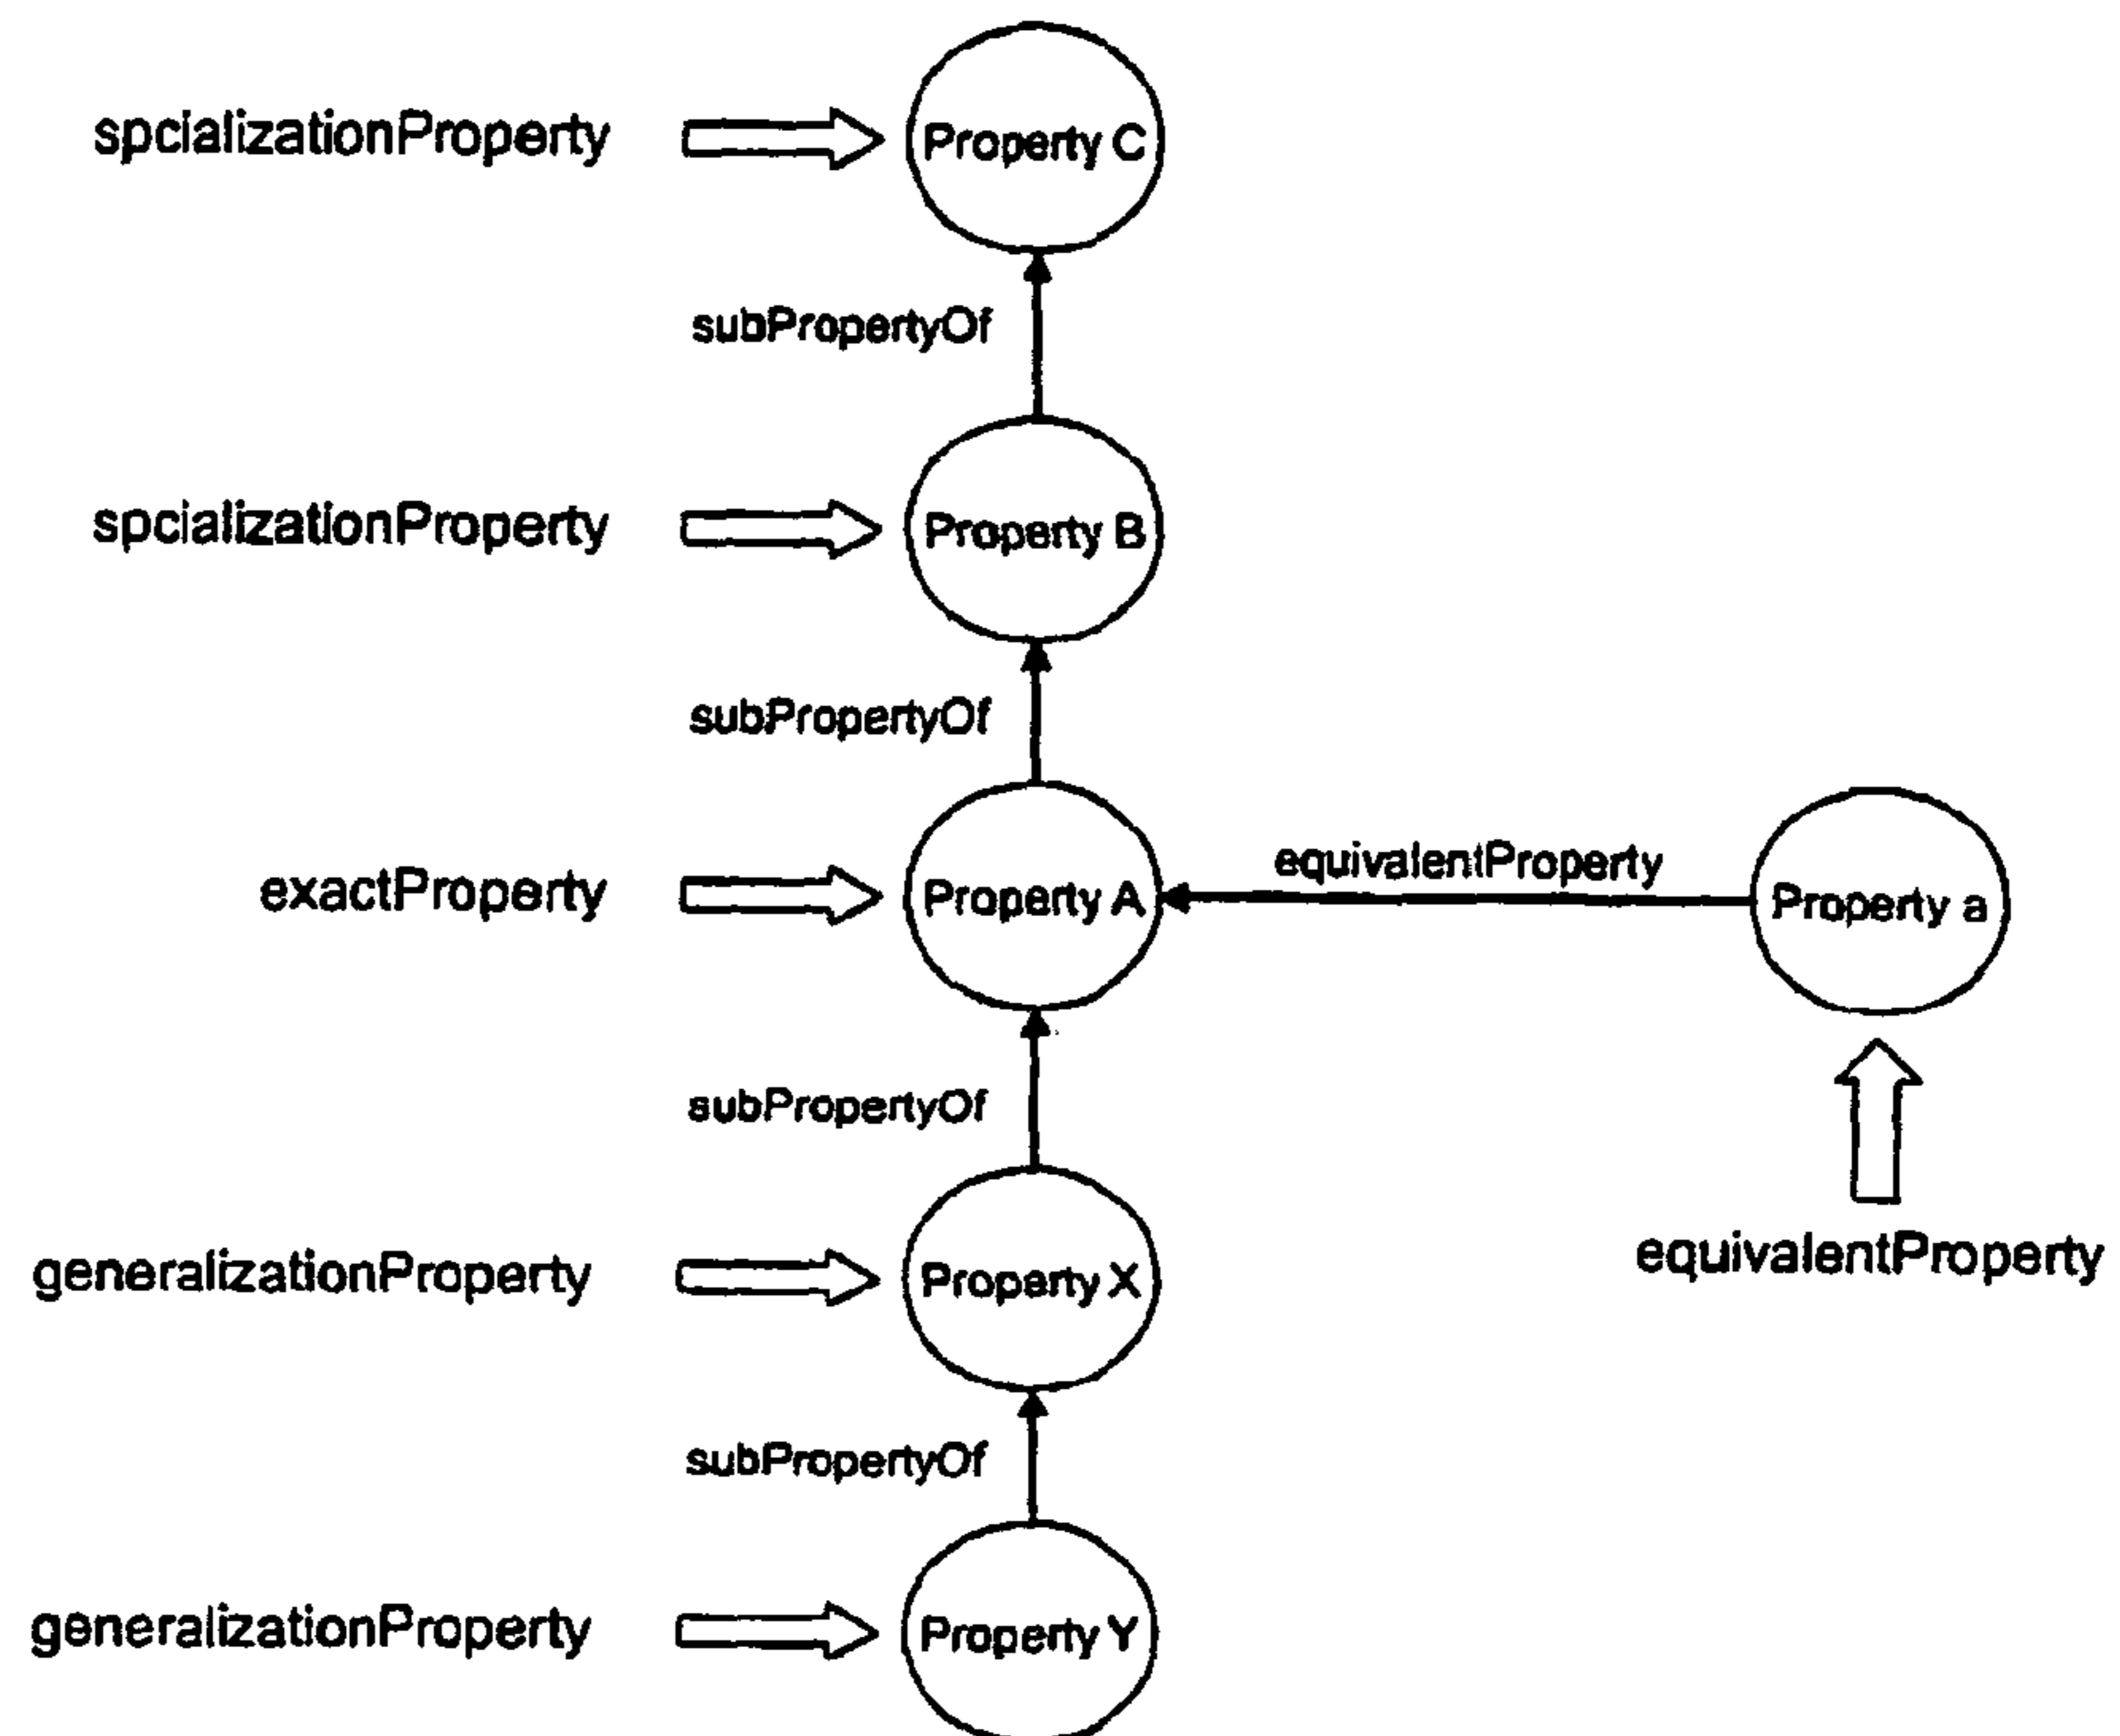 spcializationProperty
Property C
subPropertyOf
spcializationProperty
Property B
subPropertyOf
exactProperty
Property A
equivalentProperty
Property a
subPropertyOf
generalizationProperty
Property X
equivalentProperty
subPropertyOf
generalizationProperty
Property Y